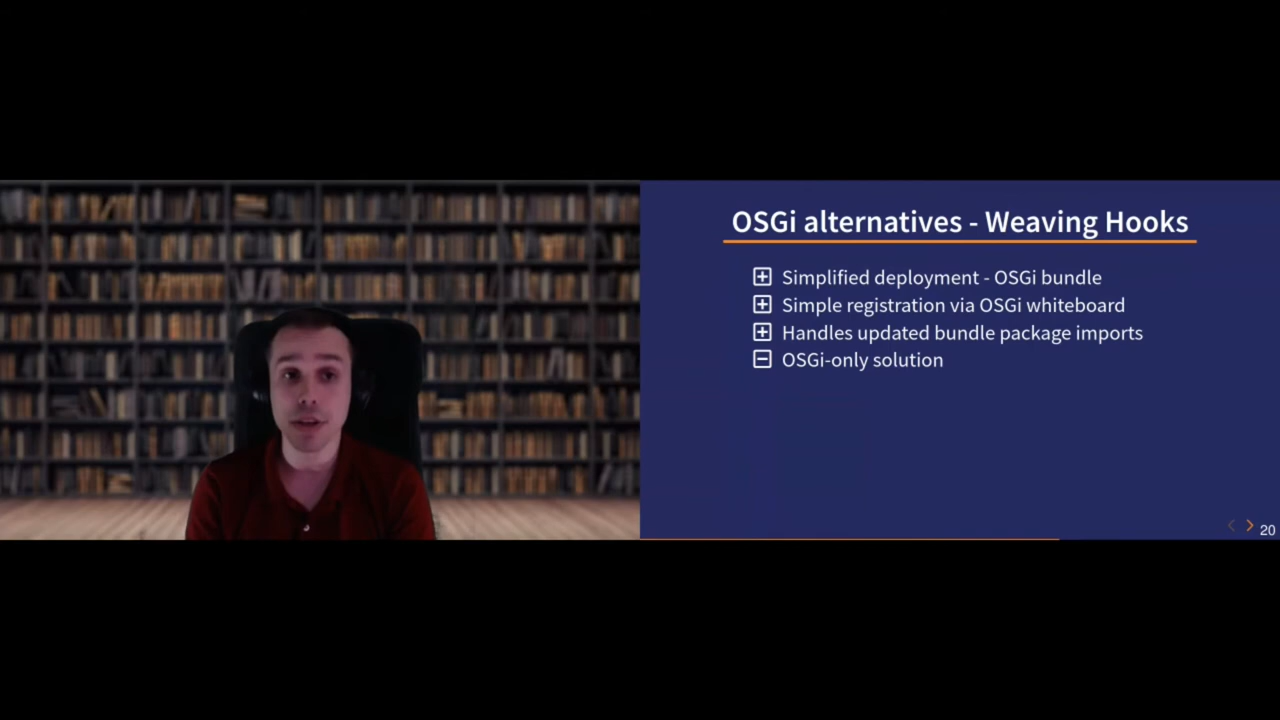 OSGi alternatives - Weaving Hooks
Simplified deployment - OSGi bundle
Simple registration via OSGi whiteboard
Handles updated bundle package imports
OSGi-only solution
20